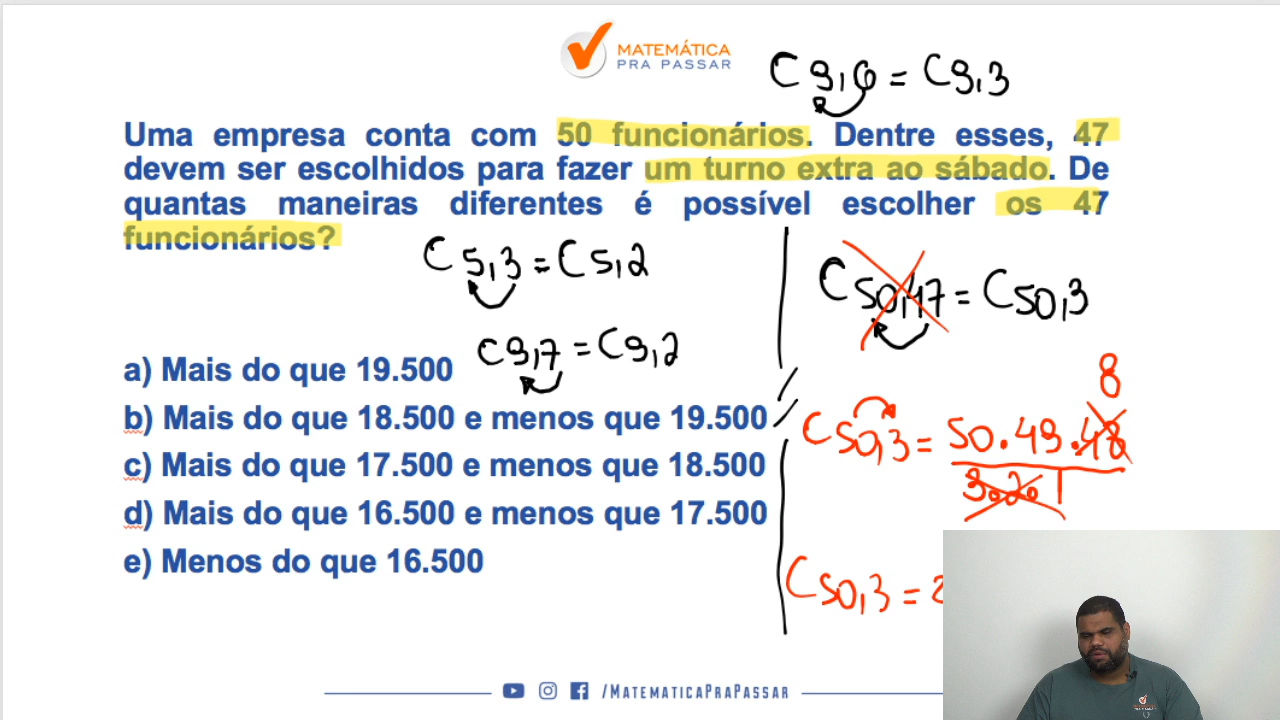 MATEMÁTICA
PRA PASSAR
C9,6 = C9,3
Uma empresa conta com 50 funcionários. Dentre esses, 47
devem ser escolhidos para fazer um turno extra ao sábado. De
quantas maneiras diferentes é possível escolher os 47
funcionários?
C5,3 = C5,2
C50,47 = C50,3
C9,7 = C9,2
a) Mais do que 19.500
8
b) Mais do que 18.500 e menos que 19.500
C50,3 = 50.49.48
3.2.1
c) Mais do que 17.500 e menos que 18.500
d) Mais do que 16.500 e menos que 17.500
e) Menos do que 16.500
C50,3 =
/MATEMATICAPRAPASSAR